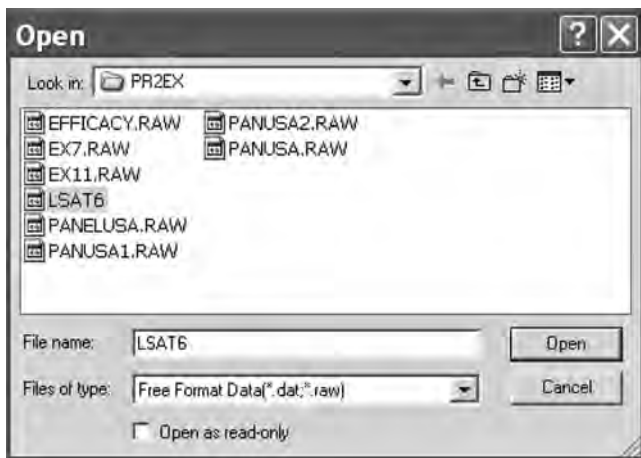 Open
Look in: PR2EX
EFFICACY.RAW
EX7.RAW
EX11.RAW
LSAT6
PANELUSA.RAW
PANUSA1.RAW
PANUSA2.RAW
PANUSA.RAW
File name: LSAT6
Open
Files of type: Free Format Data(*.dat;*.raw)
Cancel
Open as read-only